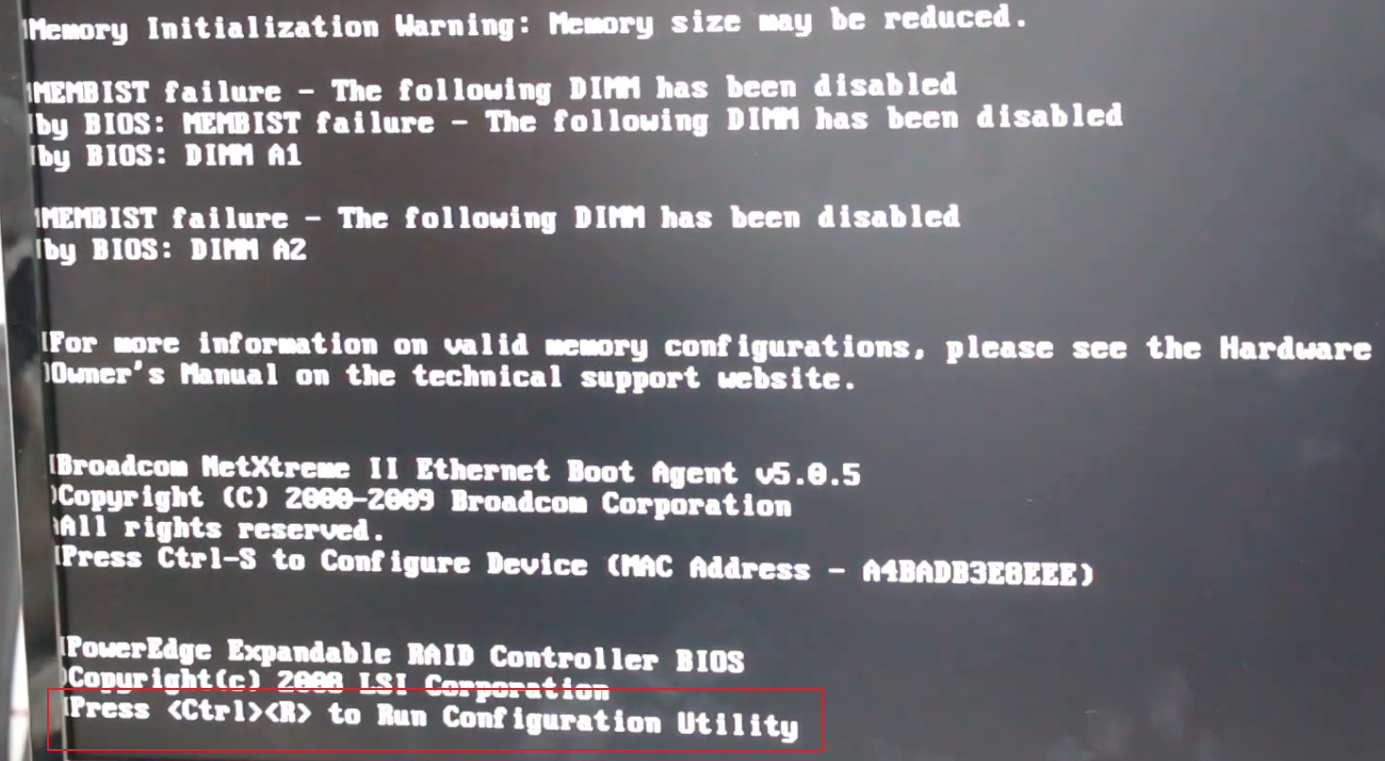 Memory Initialization Warning: Memory size may be reduced.
MEMBIST failure - The following DIMM has been disabled
by BIOS: MEMBIST failure - The following DIMM has been disabled
by BIOS: DIMM A1
MEMBIST failure - The following DIMM has been disabled
by BIOS: DIMM A2
For more information on valid memory configurations, please see the Hardware
Owner's Manual on the technical support website.
Broadcom NetXtreme II Ethernet Boot Agent v5.0.5
Copyright (C) 2000-2009 Broadcom Corporation
All rights reserved.
Press Ctrl-S to Configure Device (MAC Address - A4BADB3E8EEE)
PowerEdge Expandable RAID Controller BIOS
Copyright(c) 2008 LSI Corporation
Press <Ctrl><R> to Run Configuration Utility